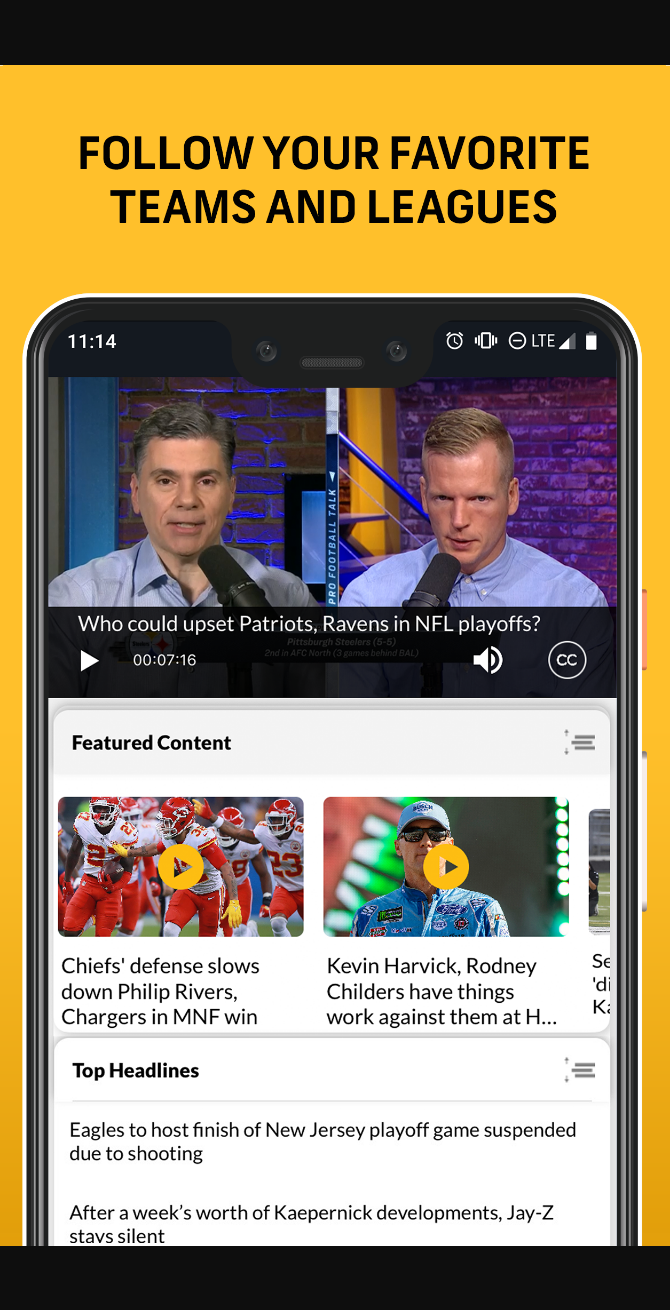 FOLLOW YOUR FAVORITE
TEAMS AND LEAGUES
11:14
LTE
PRO FOOTBALL TALK
Who could upset Patriots, Ravens in NFL playoffs?
Pittsburgh Steelers (5-5)
2nd in AFC North (3 games behind BAL)
00:07:16
CC
Featured Content
BUSCH
Chiefs' defense slows
down Philip Rivers,
Chargers in MNF win
Kevin Harvick, Rodney
Childers have things
work against them at H...
Se
'di
Ka
Top Headlines
Eagles to host finish of New Jersey playoff game suspended
due to shooting
After a week’s worth of Kaepernick developments, Jay-Z
stays silent